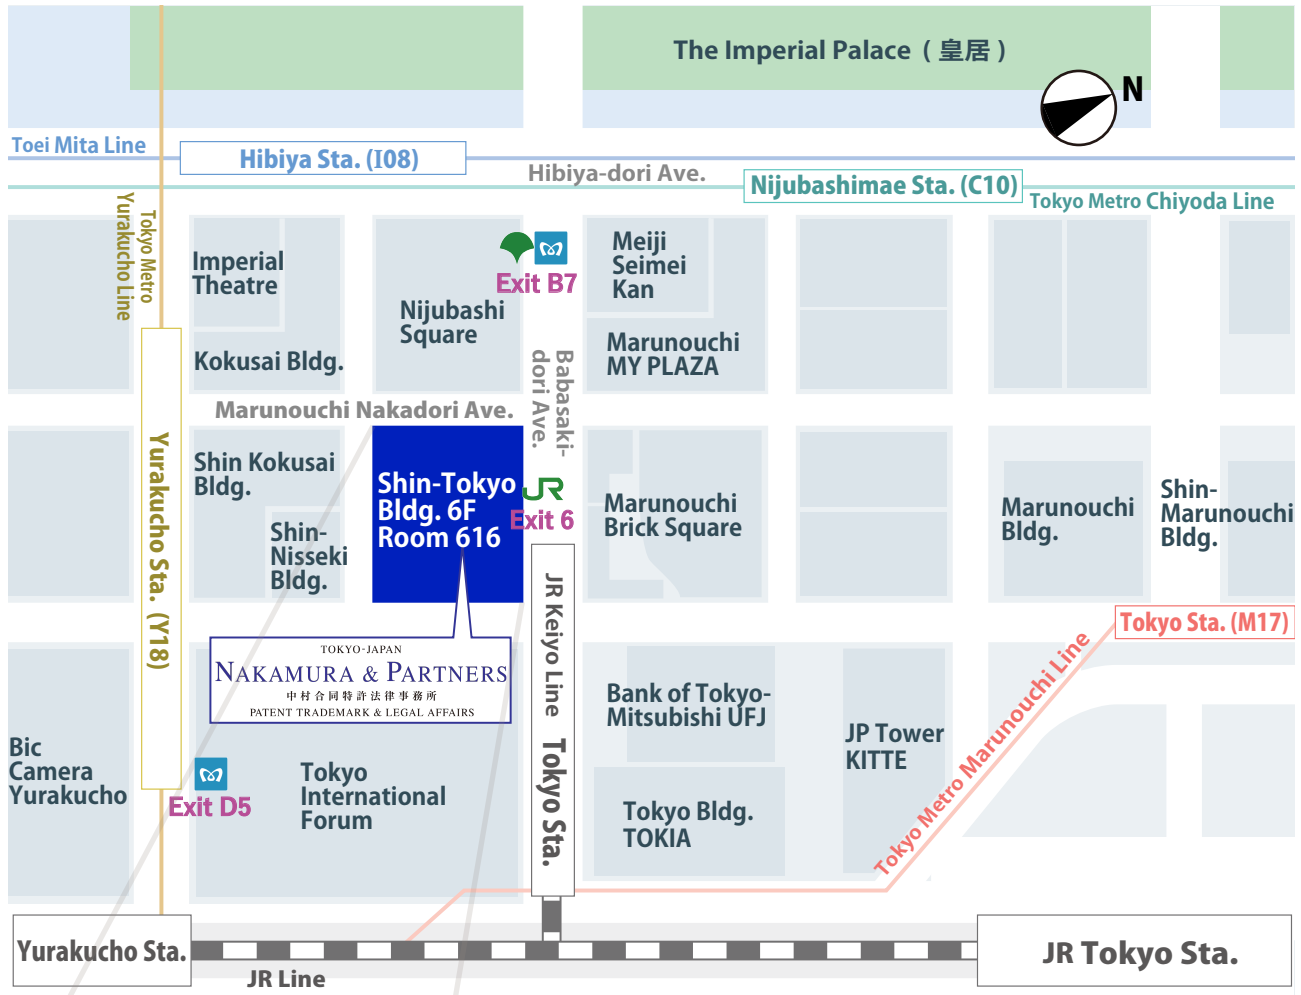 The Imperial Palace ( 皇居 )
N
Toei Mita Line
Hibiya Sta. (I08)
Hibiya-dori Ave.
Nijubashimae Sta. (C10)
Tokyo Metro Chiyoda Line
Tokyo Metro
Yurakucho Line
Imperial
Theatre
Kokusai Bldg.
Nijubashi
Square
Exit B7
Meiji
Seimei
Kan
Marunouchi
MY PLAZA
Babasaki-
dori Ave.
Marunouchi Nakadori Ave.
Yurakucho Sta. (Y18)
Shin Kokusai
Bldg.
Shin-
Nisseki
Bldg.
Shin-Tokyo
Bldg. 6F
Room 616
JR
Exit 6
Marunouchi
Brick Square
Marunouchi
Bldg.
Shin-
Marunouchi
Bldg.
Tokyo Sta. (M17)
Tokyo Metro Marunouchi Line
TOKYO-JAPAN
NAKAMURA & PARTNERS
中村合同特許法律事務所
PATENT TRADEMARK & LEGAL AFFAIRS
JR Keiyo Line Tokyo Sta.
Bank of Tokyo-
Mitsubishi UFJ
JP Tower
KITTE
Bic
Camera
Yurakucho
Exit D5
Tokyo
International
Forum
Tokyo Bldg.
TOKIA
Yurakucho Sta.
JR Line
JR Tokyo Sta.